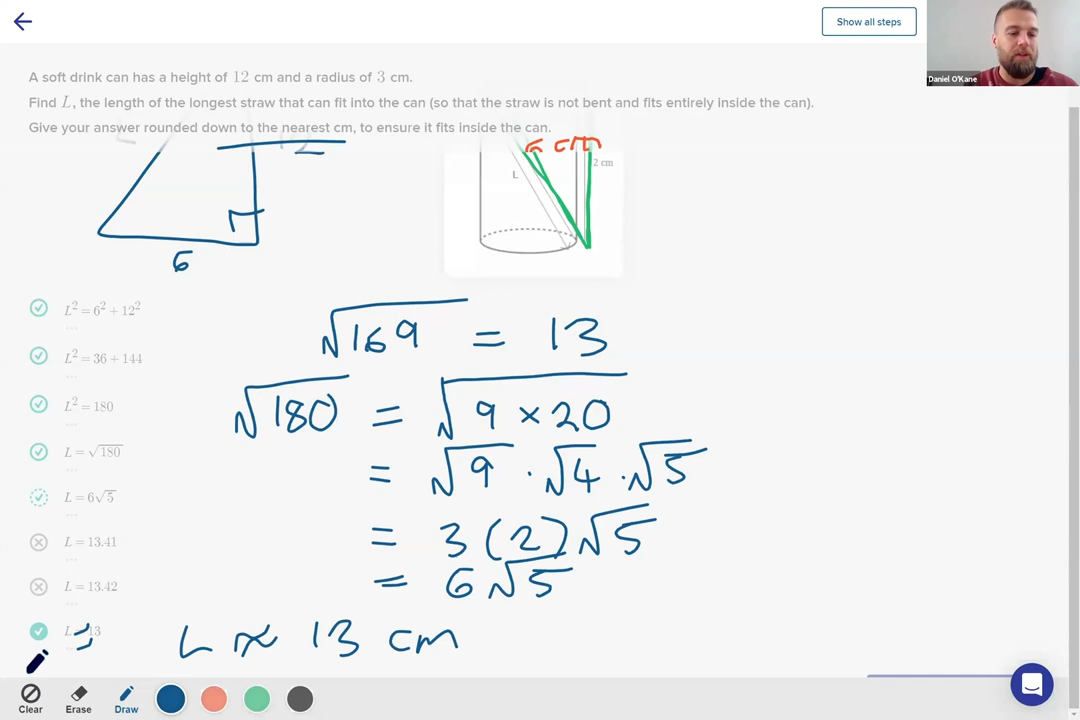 Show all steps
Daniel O'Kane
A soft drink can has a height of 12 cm and a radius of 3 cm.
Find L, the length of the longest straw that can fit into the can (so that the straw is not bent and fits entirely inside the can).
Give your answer rounded down to the nearest cm, to ensure it fits inside the can.
12
6 cm
2 cm
L
6
L² = 6² + 12²
...
L² = 36 + 144
...
L² = 180
...
L = √180
...
L = 6√5
...
L = 13.41
...
L = 13.42
...
L = 13
√169 = 13
√180 = √9 × 20
= √9 · √4 · √5
= 3 (2) √5
= 6 √5
L ≈ 13 cm
Clear
Erase
Draw